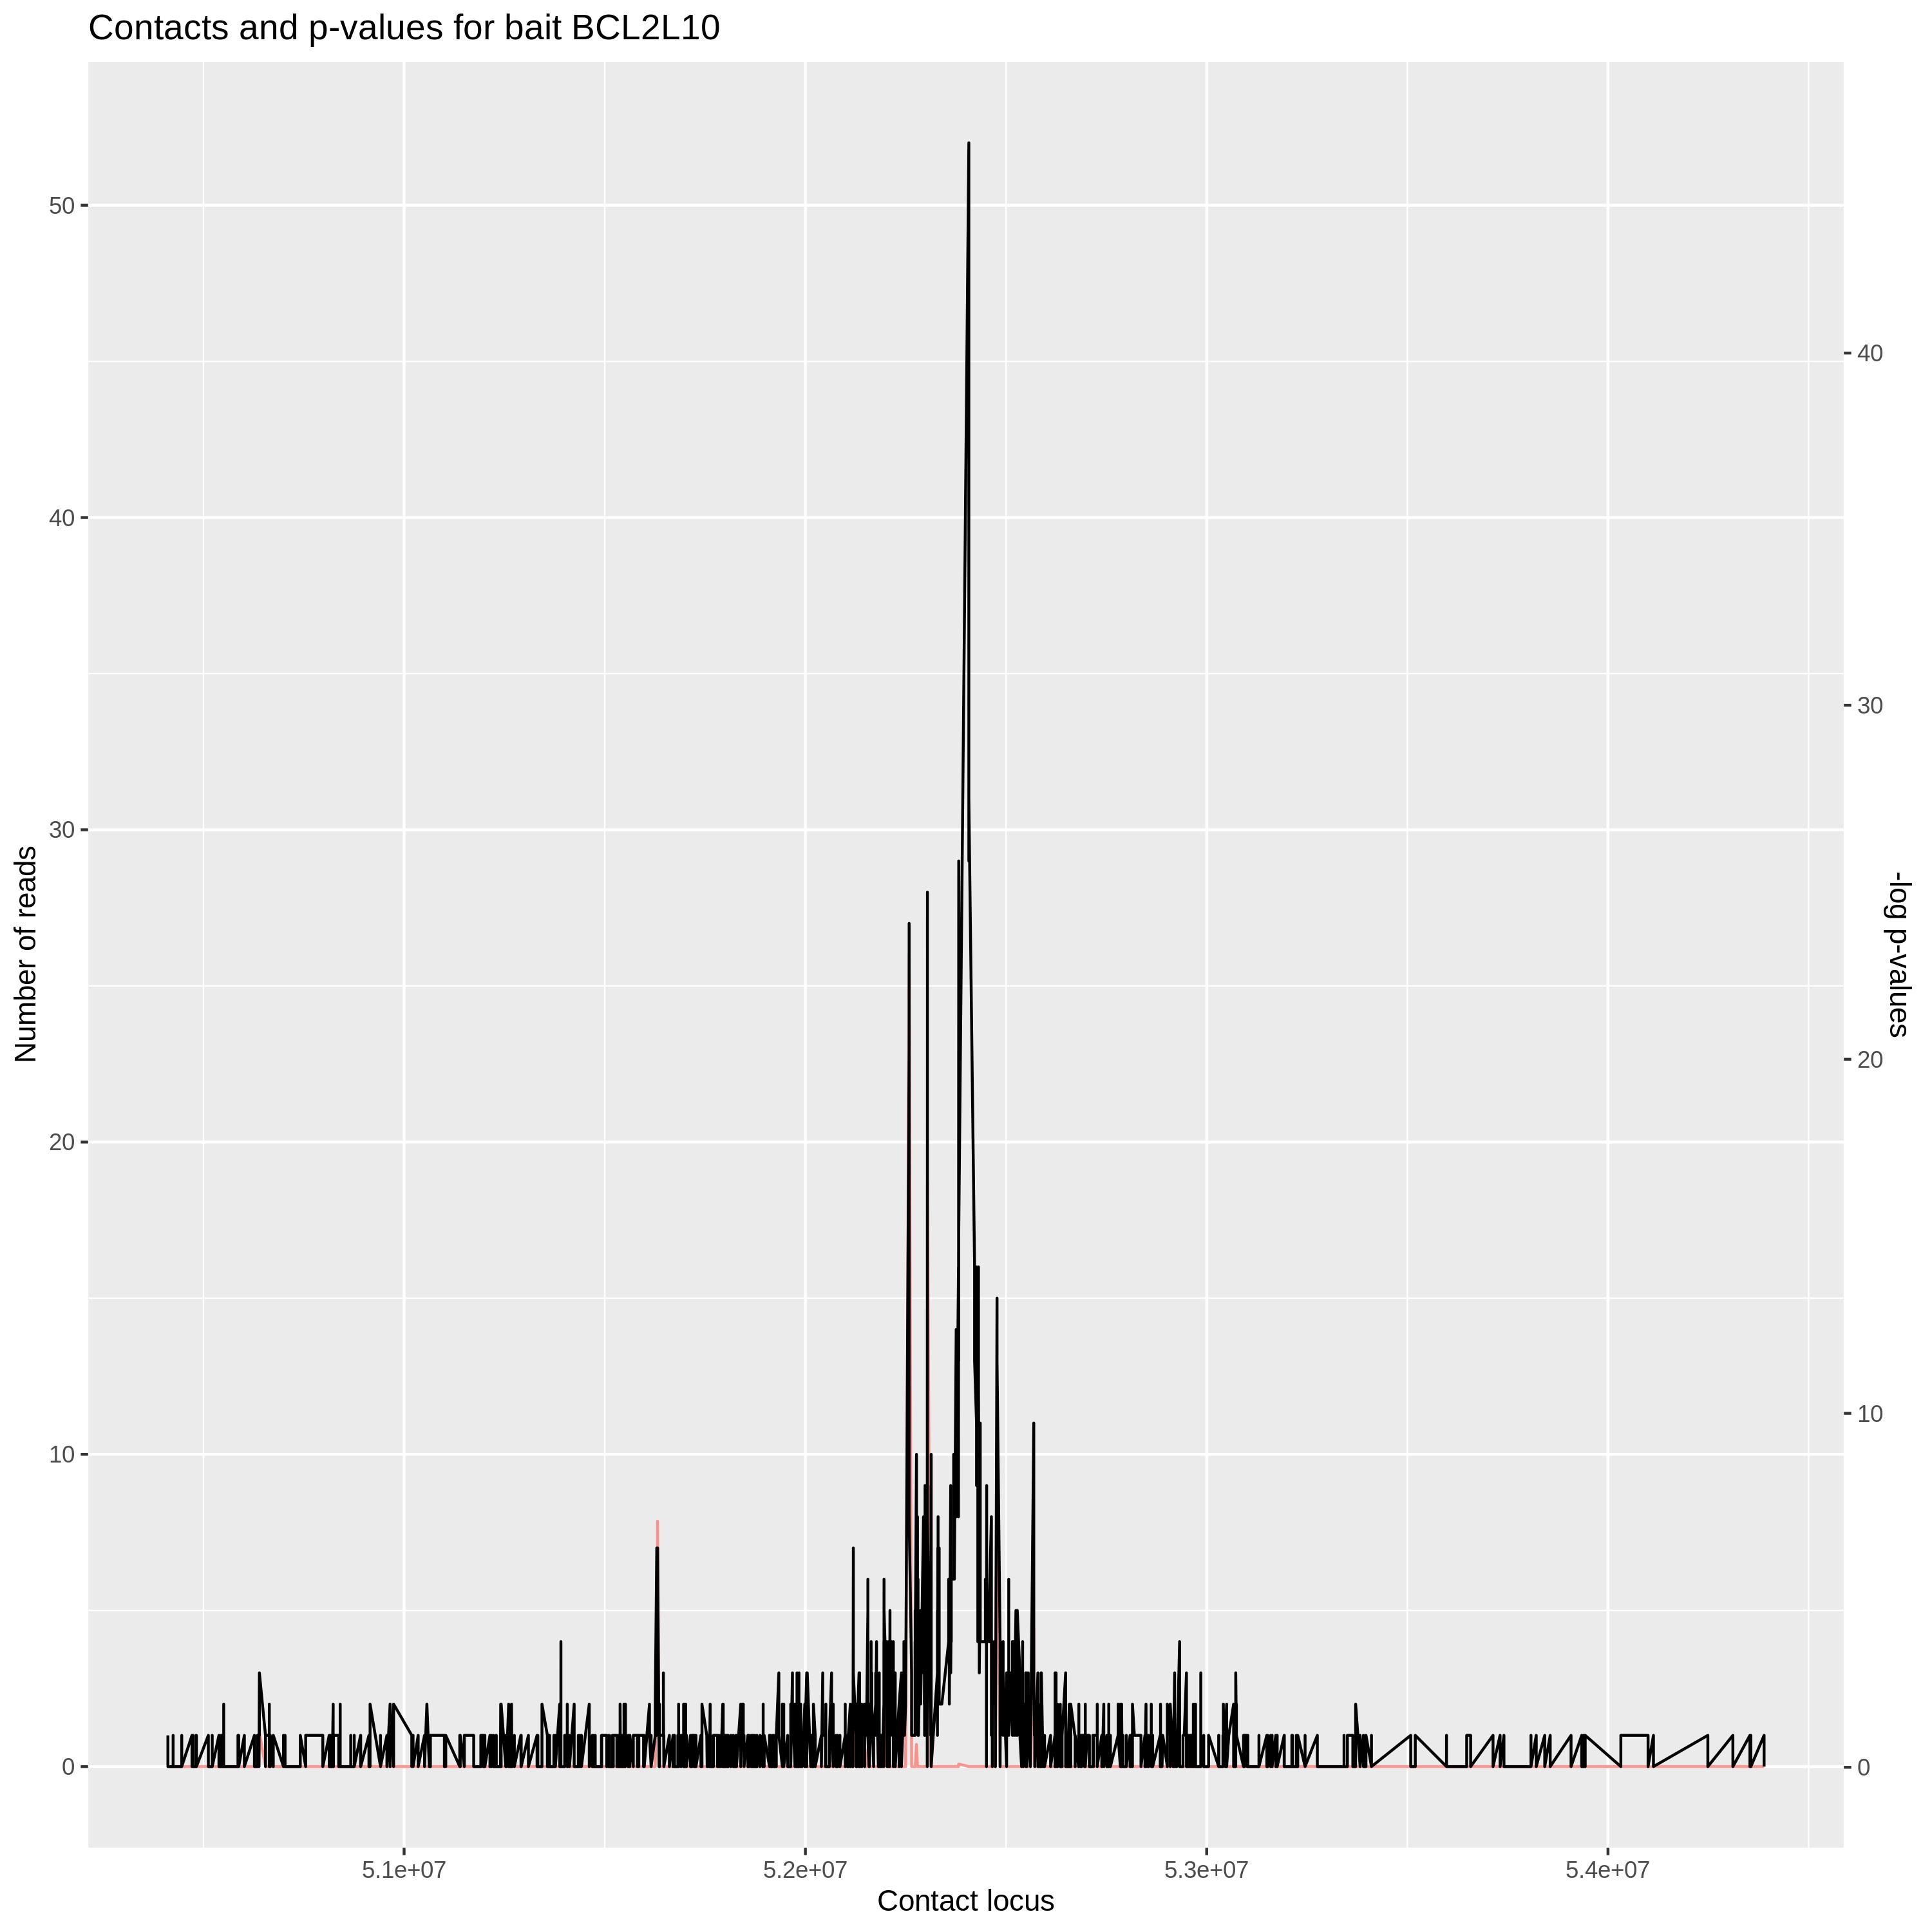 Contacts and p-values for bait BCL2L10
50
40
30
20
10
0
Number of reads
40
30
20
10
0
-log p-values
5.1e+07
5.2e+07
5.3e+07
5.4e+07
Contact locus